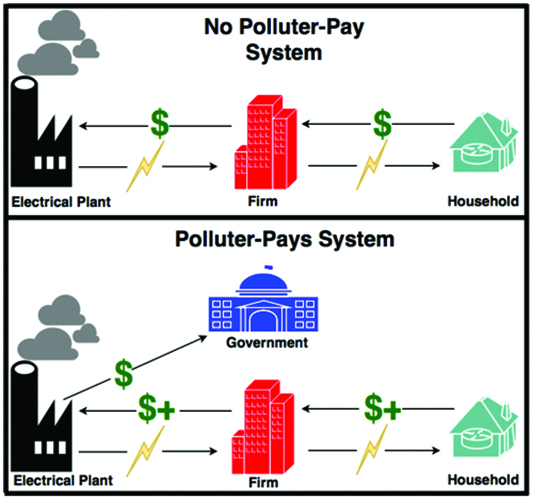 No Polluter-Pay
System
$
$
Electrical Plant
Firm
Household
Polluter-Pays System
Government
$
$+
$+
Electrical Plant
Firm
Household